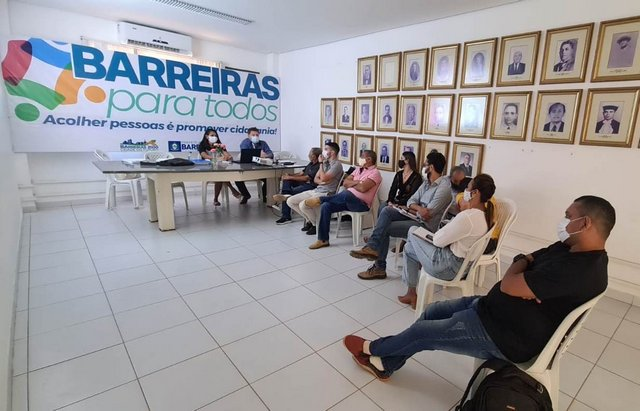 BARREIRAS
para todos
Acolher pessoas é promover cidadania!